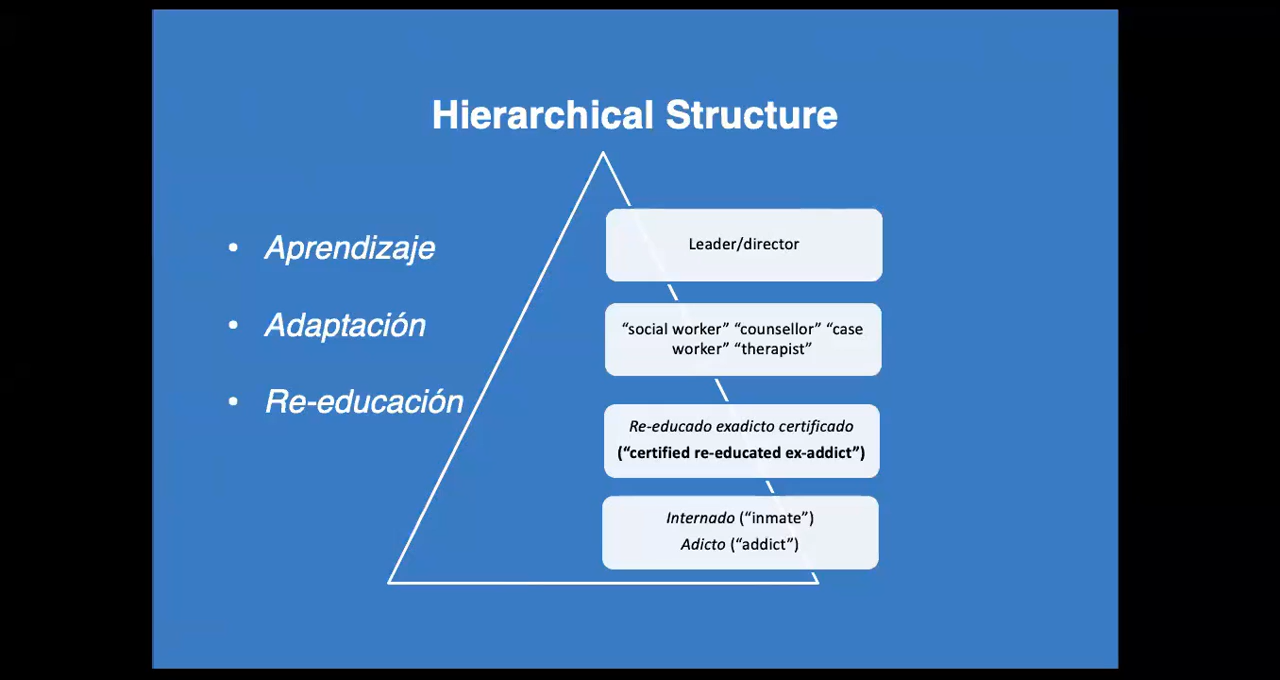 Hierarchical Structure
• Aprendizaje
• Adaptación
• Re-educación
Leader/director
“social worker” “counsellor” “case
worker” “therapist”
Re-educado exadicto certificado
(“certified re-educated ex-addict”)
Internado (“inmate”)
Adicto (“addict”)